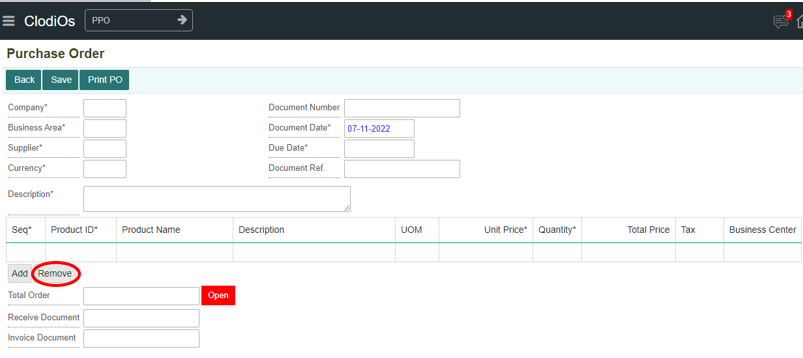 ClodiOs PPO 3
Purchase Order
Back Save Print PO
Company* Document Number
Business Area* Document Date* 07-11-2022
Supplier* Due Date*
Currency* Document Ref.
Description*
Seq* Product ID* Product Name Description UOM Unit Price* Quantity* Total Price Tax Business Center
Add Remove
Total Order Open
Receive Document
Invoice Document